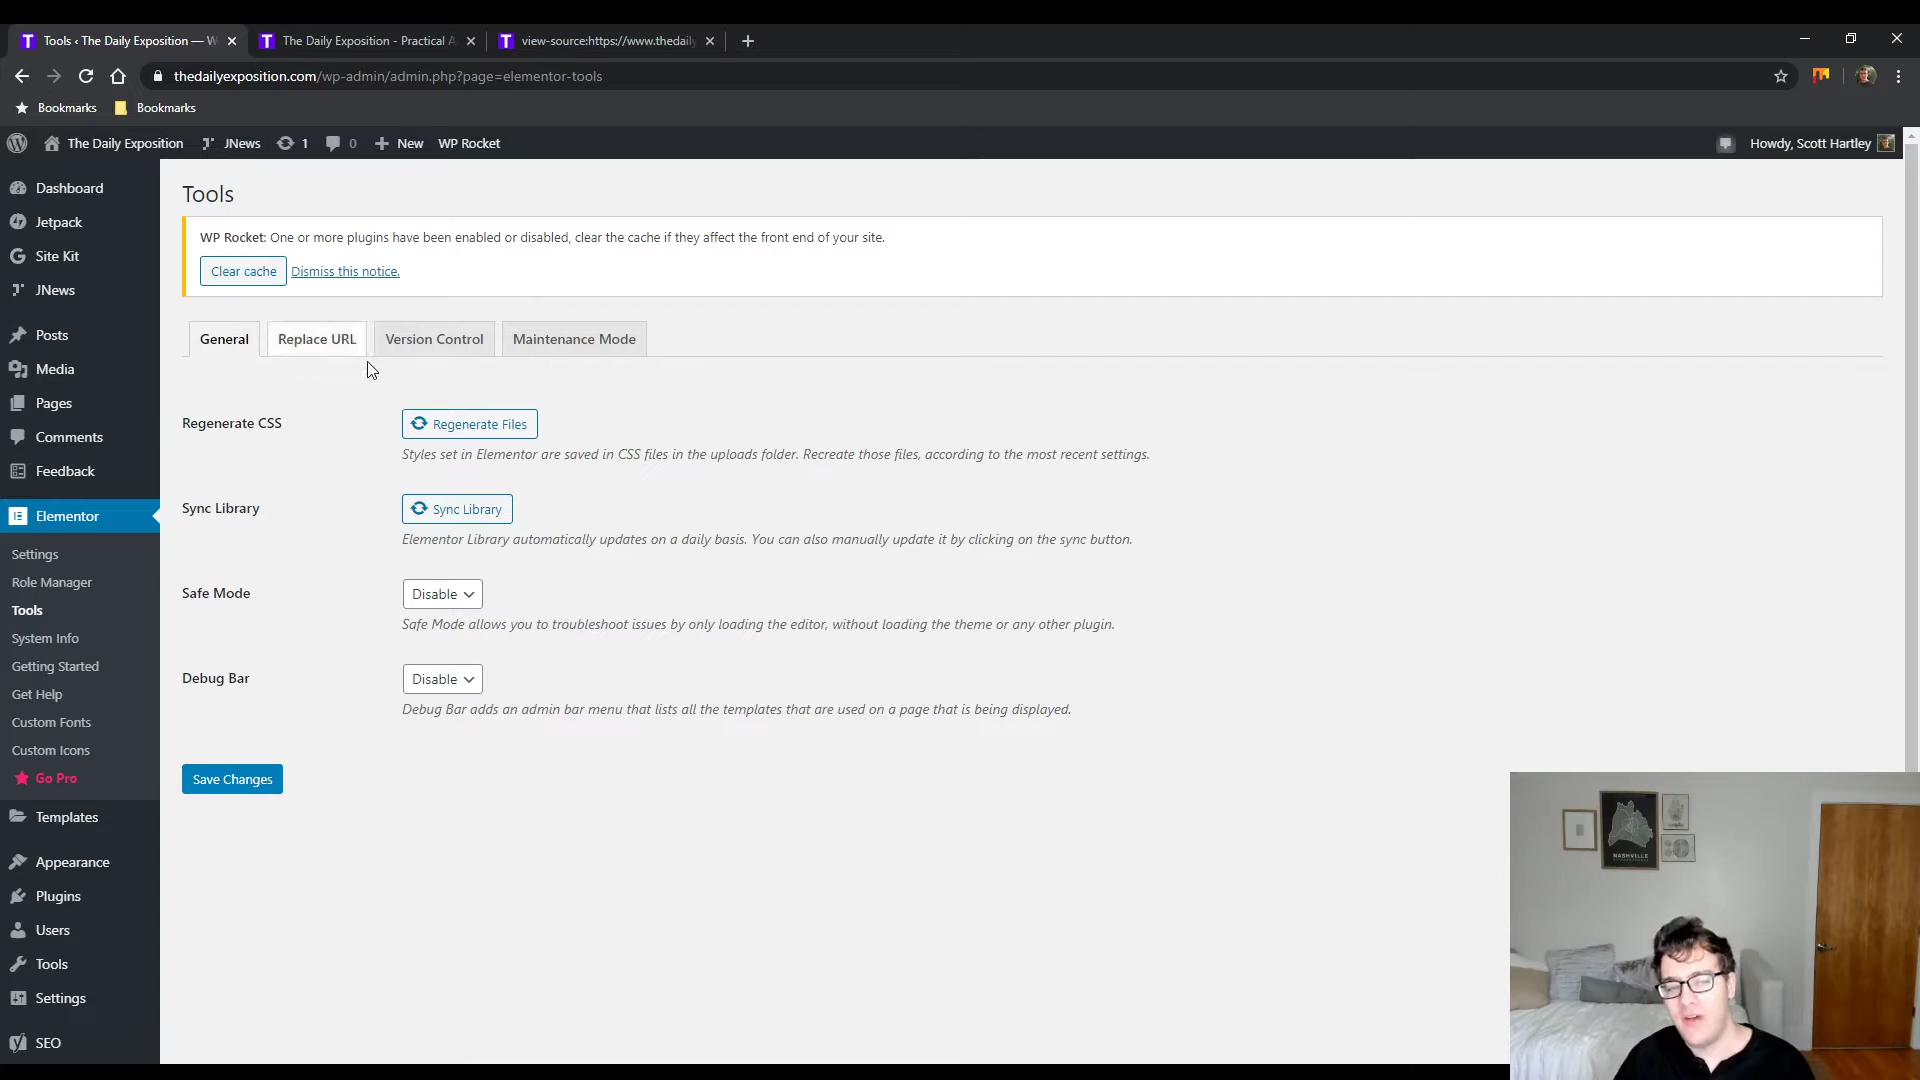 Tools ‹ The Daily Exposition — W
The Daily Exposition - Practical A
view-source:https://www.thedaily
thedailyexposition.com/wp-admin/admin.php?page=elementor-tools
Bookmarks
Bookmarks
The Daily Exposition
JNews
1
0
New
WP Rocket
Howdy, Scott Hartley
Dashboard
Jetpack
Site Kit
JNews
Posts
Media
Pages
Comments
Feedback
Elementor
Settings
Role Manager
Tools
System Info
Getting Started
Get Help
Custom Fonts
Custom Icons
Go Pro
Templates
Appearance
Plugins
Users
Tools
Settings
SEO
Tools
WP Rocket: One or more plugins have been enabled or disabled, clear the cache if they affect the front end of your site.
Clear cache
Dismiss this notice.
General
Replace URL
Version Control
Maintenance Mode
Regenerate CSS
Regenerate Files
Styles set in Elementor are saved in CSS files in the uploads folder. Recreate those files, according to the most recent settings.
Sync Library
Sync Library
Elementor Library automatically updates on a daily basis. You can also manually update it by clicking on the sync button.
Safe Mode
Disable
Safe Mode allows you to troubleshoot issues by only loading the editor, without loading the theme or any other plugin.
Debug Bar
Disable
Debug Bar adds an admin bar menu that lists all the templates that are used on a page that is being displayed.
Save Changes
NASHVILLE